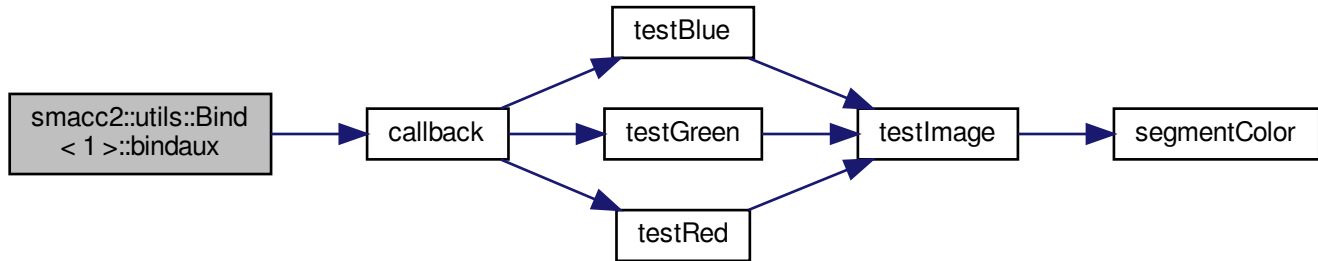 smacc2::utils::Bind
< 1 >::bindaux
callback
testBlue
testGreen
testRed
testImage
segmentColor